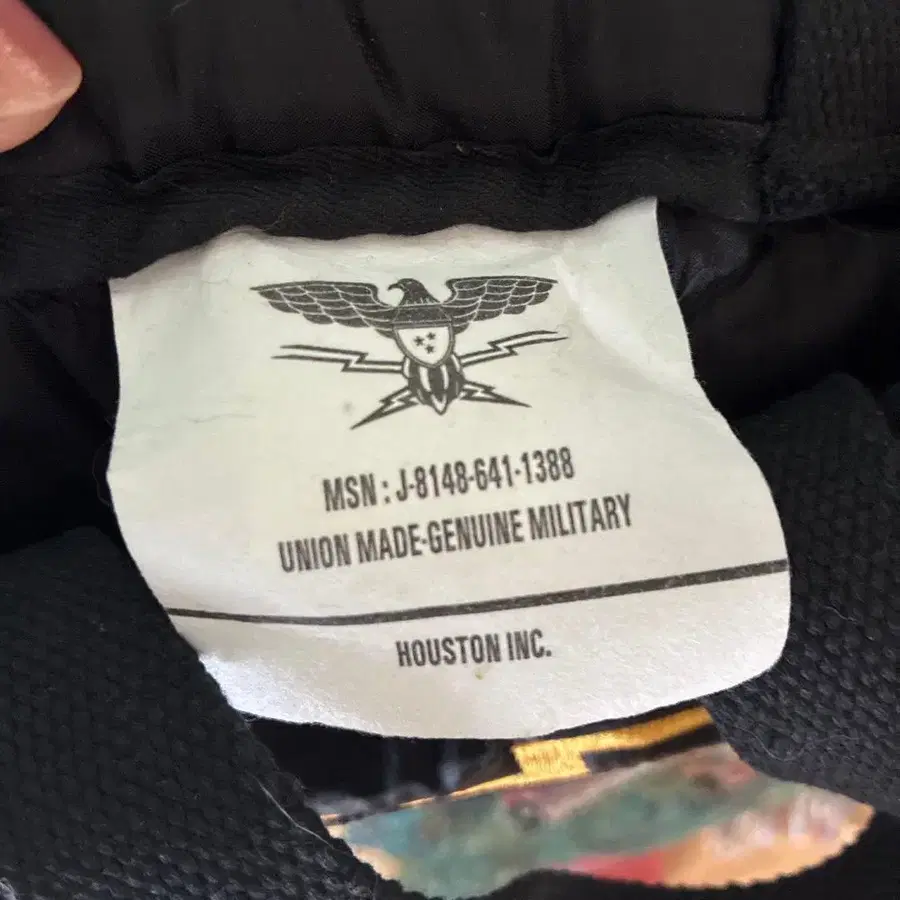 MSN : J-8148-641-1388
UNION MADE-GENUINE MILITARY
HOUSTON INC.